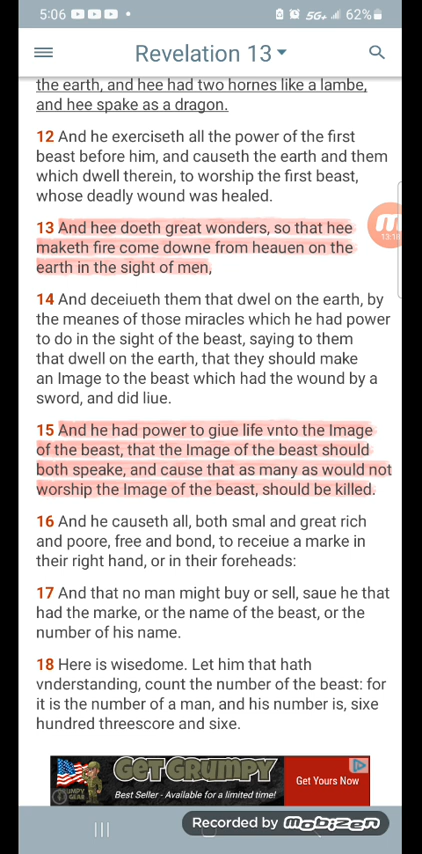 5:06 5G+ 62%
Revelation 13
the earth, and hee had two hornes like a lambe,
and hee spake as a dragon.
12 And he exerciseth all the power of the first
beast before him, and causeth the earth and them
which dwell therein, to worship the first beast,
whose deadly wound was healed.
13 And hee doeth great wonders, so that hee
maketh fire come downe from heauen on the
earth in the sight of men,
13:18
14 And deceiueth them that dwel on the earth, by
the meanes of those miracles which he had power
to do in the sight of the beast, saying to them
that dwell on the earth, that they should make
an Image to the beast which had the wound by a
sword, and did liue.
15 And he had power to giue life vnto the Image
of the beast, that the Image of the beast should
both speake, and cause that as many as would not
worship the Image of the beast, should be killed.
16 And he causeth all, both smal and great rich
and poore, free and bond, to receiue a marke in
their right hand, or in their foreheads:
17 And that no man might buy or sell, saue he that
had the marke, or the name of the beast, or the
number of his name.
18 Here is wisedome. Let him that hath
vnderstanding, count the number of the beast: for
it is the number of a man, and his number is, sixe
hundred threescore and sixe.
GET GRUMPY
Get Yours Now
GRUMPY
GEAR
Best Seller - Available for a limited time!
Recorded by mobizen